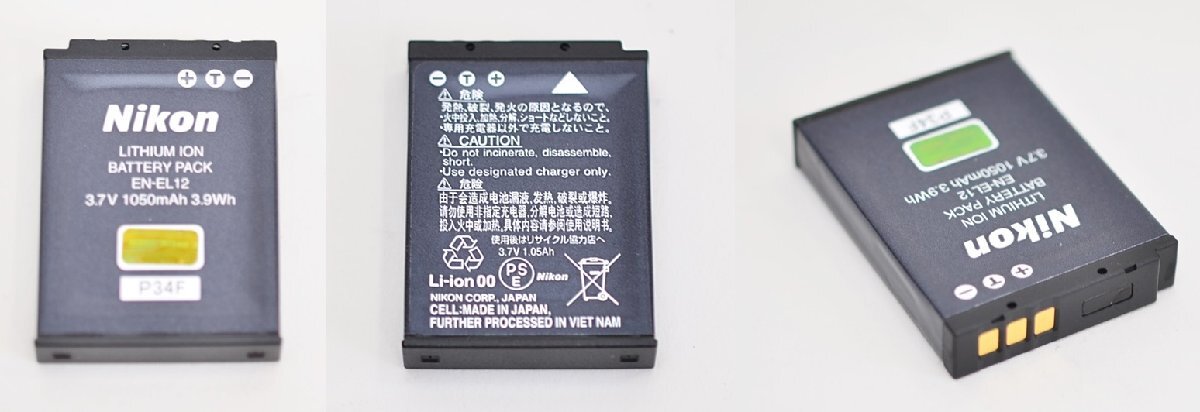 + T −
Nikon
LITHIUM ION
BATTERY PACK
EN-EL12
3.7V 1050mAh 3.9Wh
P34F
− T +
⚠ 危険
発熱、破裂、発火の原因となるので、
・火中投入、加熱、分解、ショートなどしないこと。
・専用充電器以外で充電しないこと。
⚠ CAUTION
・Do not incinerate, disassemble,
short.
・Use designated charger only.
⚠ 危险
由于会造成电池漏液,发热,破裂或爆炸。
请勿使用非指定充电器,分解电池或造成短路,
投入火中或加热。具体内容请参阅使用说明书。
使用後はリサイクル協力店へ
3.7V 1.05Ah
Li-ion 00
PS
E
Nikon
NIKON CORP., JAPAN
CELL:MADE IN JAPAN,
FURTHER PROCESSED IN VIET NAM
P34F
3.7V 1050mAh 3.9Wh
EN-EL12
BATTERY PACK
LITHIUM ION
Nikon
− T +